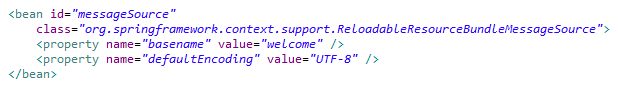 <bean id="messageSource"
    class="org.springframework.context.support.ReloadableResourceBundleMessageSource">
    <property name="basename" value="welcome" />
    <property name="defaultEncoding" value="UTF-8" />
</bean>